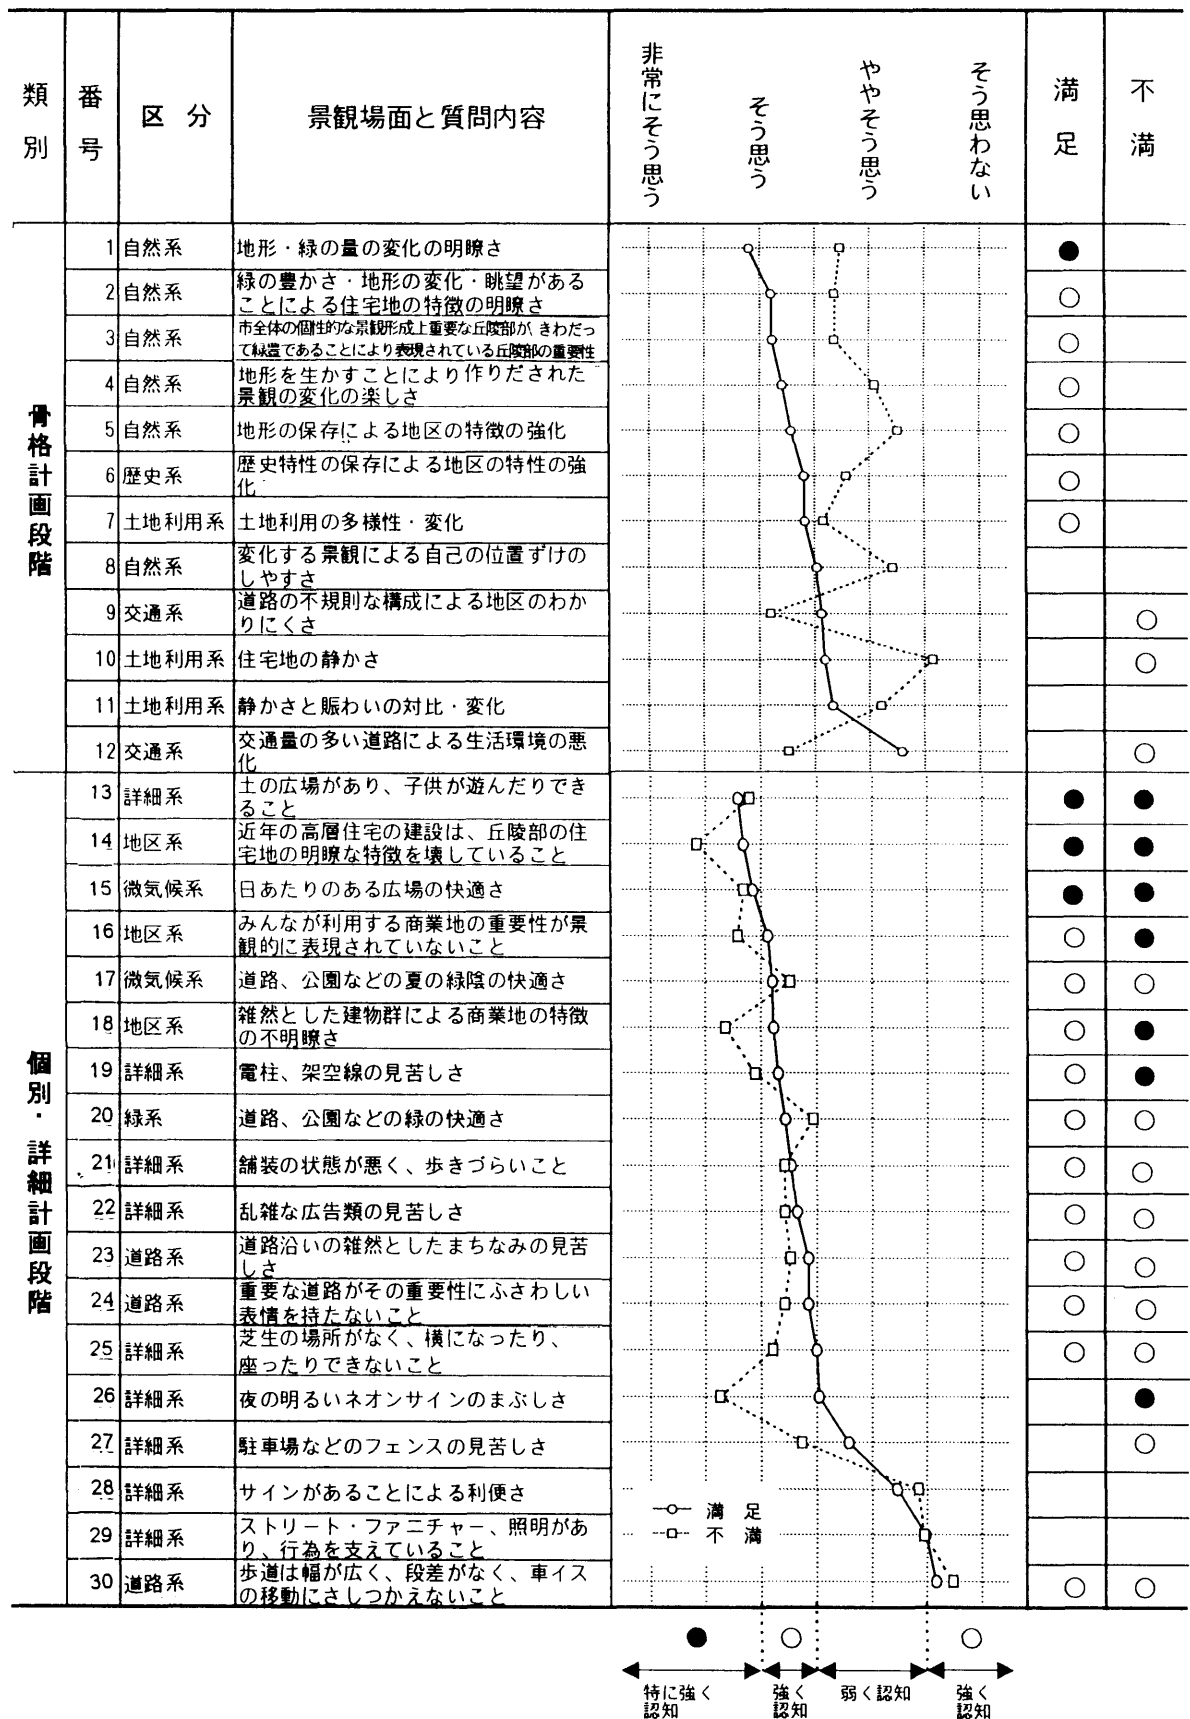 類別 番号 区分 景観場面と質問内容 非常にそう思う そう思う ややそう思う そう思わない 満足 不満
骨格計画段階
1 自然系 地形・緑の量の変化の明瞭さ ●
2 自然系 緑の豊かさ・地形の変化・眺望がある
ことによる住宅地の特徴の明瞭さ ○
3 自然系 市全体の個性的な景観形成上重要な丘陵部が、きわだっ
て緑豊であることにより表現されている丘陵部の重要性 ○
4 自然系 地形を生かすことにより作りだされた
景観の変化の楽しさ ○
5 自然系 地形の保存による地区の特徴の強化 ○
6 歴史系 歴史特性の保存による地区の特性の強
化 ○
7 土地利用系 土地利用の多様性・変化 ○
8 自然系 変化する景観による自己の位置ずけの
しやすさ
9 交通系 道路の不規則な構成による地区のわか
りにくさ ○
10 土地利用系 住宅地の静かさ ○
11 土地利用系 静かさと賑わいの対比・変化
12 交通系 交通量の多い道路による生活環境の悪
化 ○
個別・詳細計画段階
13 詳細系 土の広場があり、子供が遊んだりでき
ること ● ●
14 地区系 近年の高層住宅の建設は、丘陵部の住
宅地の明瞭な特徴を壊していること ● ●
15 微気候系 日あたりのある広場の快適さ ● ●
16 地区系 みんなが利用する商業地の重要性が景
観的に表現されていないこと ○ ●
17 微気候系 道路、公園などの夏の緑陰の快適さ ○ ○
18 地区系 雑然とした建物群による商業地の特徴
の不明瞭さ ○ ●
19 詳細系 電柱、架空線の見苦しさ ○ ●
20 緑系 道路、公園などの緑の快適さ ○ ○
21 詳細系 舗装の状態が悪く、歩きづらいこと ○ ○
22 詳細系 乱雑な広告類の見苦しさ ○ ○
23 道路系 道路沿いの雑然としたまちなみの見苦
しさ ○ ○
24 道路系 重要な道路がその重要性にふさわしい
表情を持たないこと ○ ○
25 詳細系 芝生の場所がなく、横になったり、
座ったりできないこと ○ ○
26 詳細系 夜の明るいネオンサインのまぶしさ ●
27 詳細系 駐車場などのフェンスの見苦しさ ○
28 詳細系 サインがあることによる利便さ
満足
29 詳細系 ストリート・ファニチャー、照明があ
り、行為を支えていること
不満
30 道路系 歩道は幅が広く、段差がなく、車イス
の移動にさしつかえないこと ○ ○
● ○ ○
特に強く認知 強く認知 弱く認知 強く認知